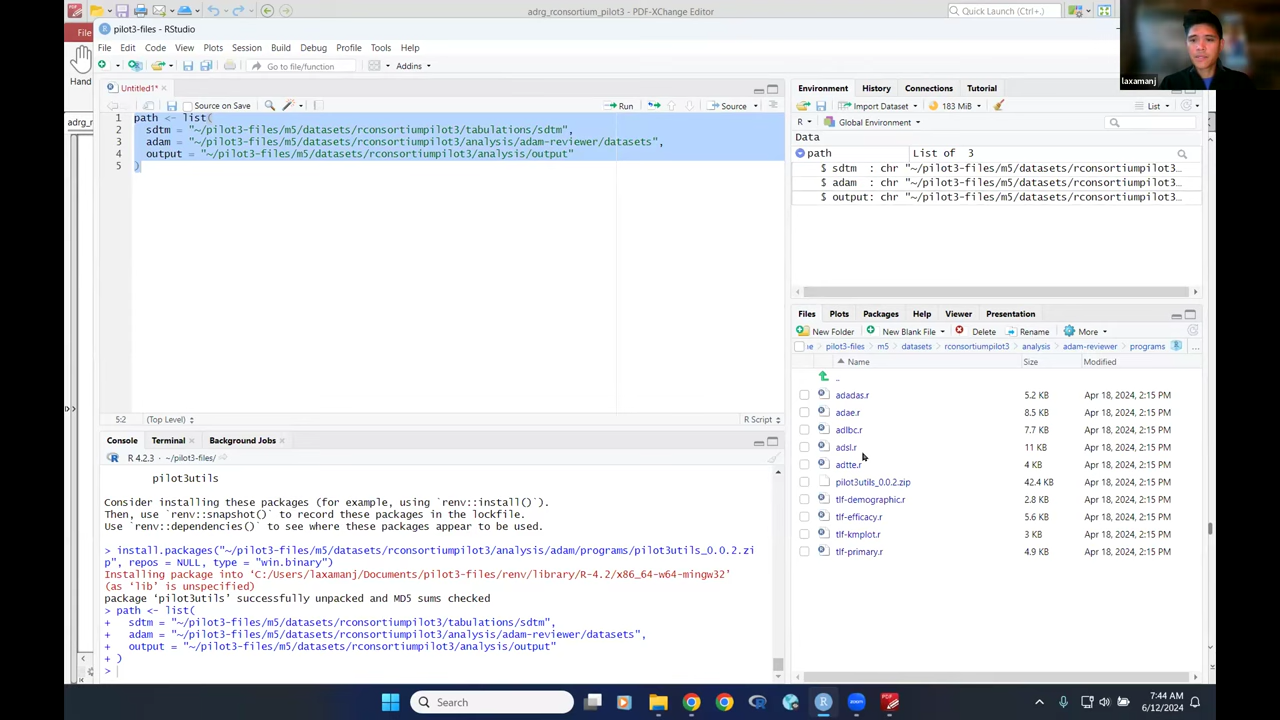 adrg_rconsortium_pilot3 - PDF-XChange Editor
Quick Launch (Ctrl+.)
File
Hand
adrg_rc
pilot3-files - RStudio
File Edit Code View Plots Session Build Debug Profile Tools Help
Go to file/function
Addins
laxamanj
Untitled1*
Source on Save
Run
Source
1 path <- list(
2 sdtm = "~/pilot3-files/m5/datasets/rconsortiumpilot3/tabulations/sdtm",
3 adam = "~/pilot3-files/m5/datasets/rconsortiumpilot3/analysis/adam-reviewer/datasets",
4 output = "~/pilot3-files/m5/datasets/rconsortiumpilot3/analysis/output"
5 )
5:2 (Top Level) R Script
Console Terminal Background Jobs
R 4.2.3 · ~/pilot3-files/
pilot3utils
Consider installing these packages (for example, using `renv::install()`).
Then, use `renv::snapshot()` to record these packages in the lockfile.
Use `renv::dependencies()` to see where these packages appear to be used.
> install.packages("~/pilot3-files/m5/datasets/rconsortiumpilot3/analysis/adam/programs/pilot3utils_0.0.2.zi
p", repos = NULL, type = "win.binary")
Installing package into ‘C:/Users/laxamanj/Documents/pilot3-files/renv/library/R-4.2/x86_64-w64-mingw32’
(as ‘lib’ is unspecified)
package ‘pilot3utils’ successfully unpacked and MD5 sums checked
> path <- list(
+ sdtm = "~/pilot3-files/m5/datasets/rconsortiumpilot3/tabulations/sdtm",
+ adam = "~/pilot3-files/m5/datasets/rconsortiumpilot3/analysis/adam-reviewer/datasets",
+ output = "~/pilot3-files/m5/datasets/rconsortiumpilot3/analysis/output"
+ )
>
Environment History Connections Tutorial
Import Dataset 183 MiB List
R Global Environment
Data
path List of 3
$ sdtm : chr "~/pilot3-files/m5/datasets/rconsortiumpilot3…
$ adam : chr "~/pilot3-files/m5/datasets/rconsortiumpilot3…
$ output: chr "~/pilot3-files/m5/datasets/rconsortiumpilot3…
Files Plots Packages Help Viewer Presentation
New Folder New Blank File Delete Rename More
pilot3-files m5 datasets rconsortiumpilot3 analysis adam-reviewer programs ...
Name Size Modified
..
adadas.r 5.2 KB Apr 18, 2024, 2:15 PM
adae.r 8.5 KB Apr 18, 2024, 2:15 PM
adlbc.r 7.7 KB Apr 18, 2024, 2:15 PM
adsl.r 11 KB Apr 18, 2024, 2:15 PM
adtte.r 4 KB Apr 18, 2024, 2:15 PM
pilot3utils_0.0.2.zip 42.4 KB Apr 18, 2024, 2:15 PM
tlf-demographic.r 2.8 KB Apr 18, 2024, 2:15 PM
tlf-efficacy.r 5.6 KB Apr 18, 2024, 2:15 PM
tlf-kmplot.r 3 KB Apr 18, 2024, 2:15 PM
tlf-primary.r 4.9 KB Apr 18, 2024, 2:15 PM
Search
7:44 AM
6/12/2024